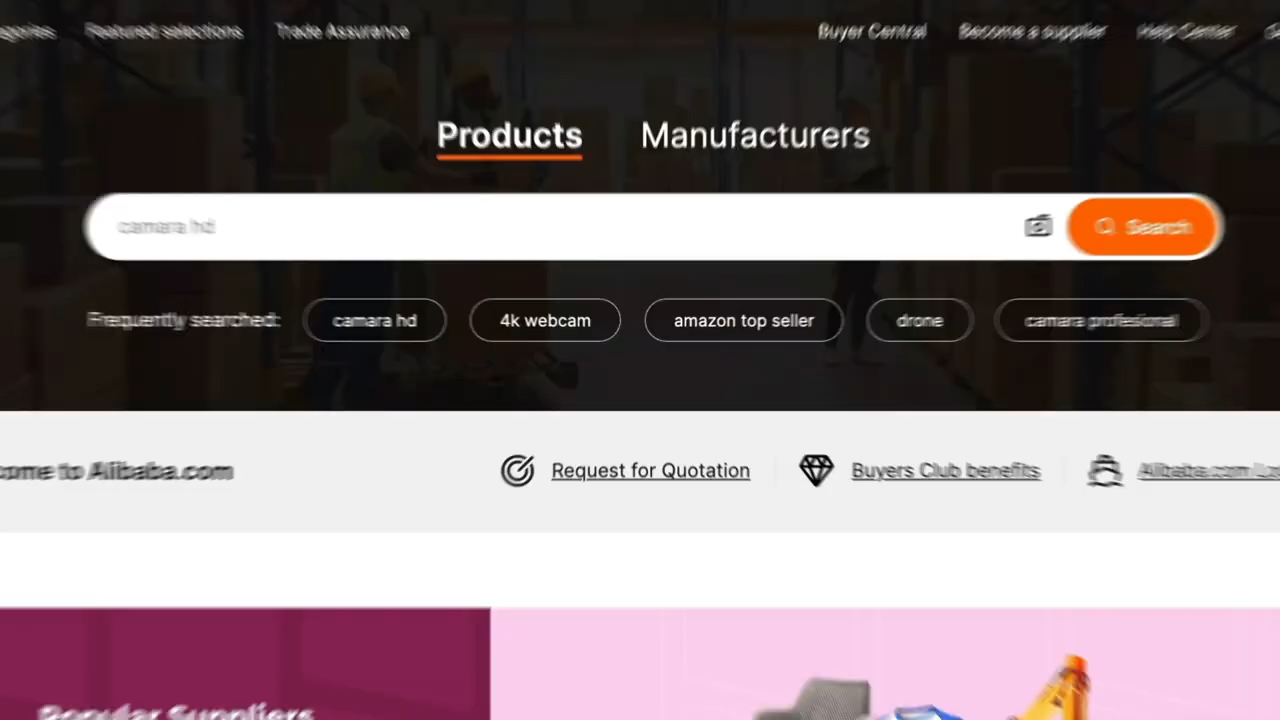 Featured selections
Trade Assurance
Buyer Central
Become a supplier
Help Center
Products
Manufacturers
camara hd
Search
Frequently searched:
camara hd
4k webcam
amazon top seller
drone
camara profesional
to Alibaba.com
Request for Quotation
Buyers Club benefits
Alibaba.com
Popular Suppliers